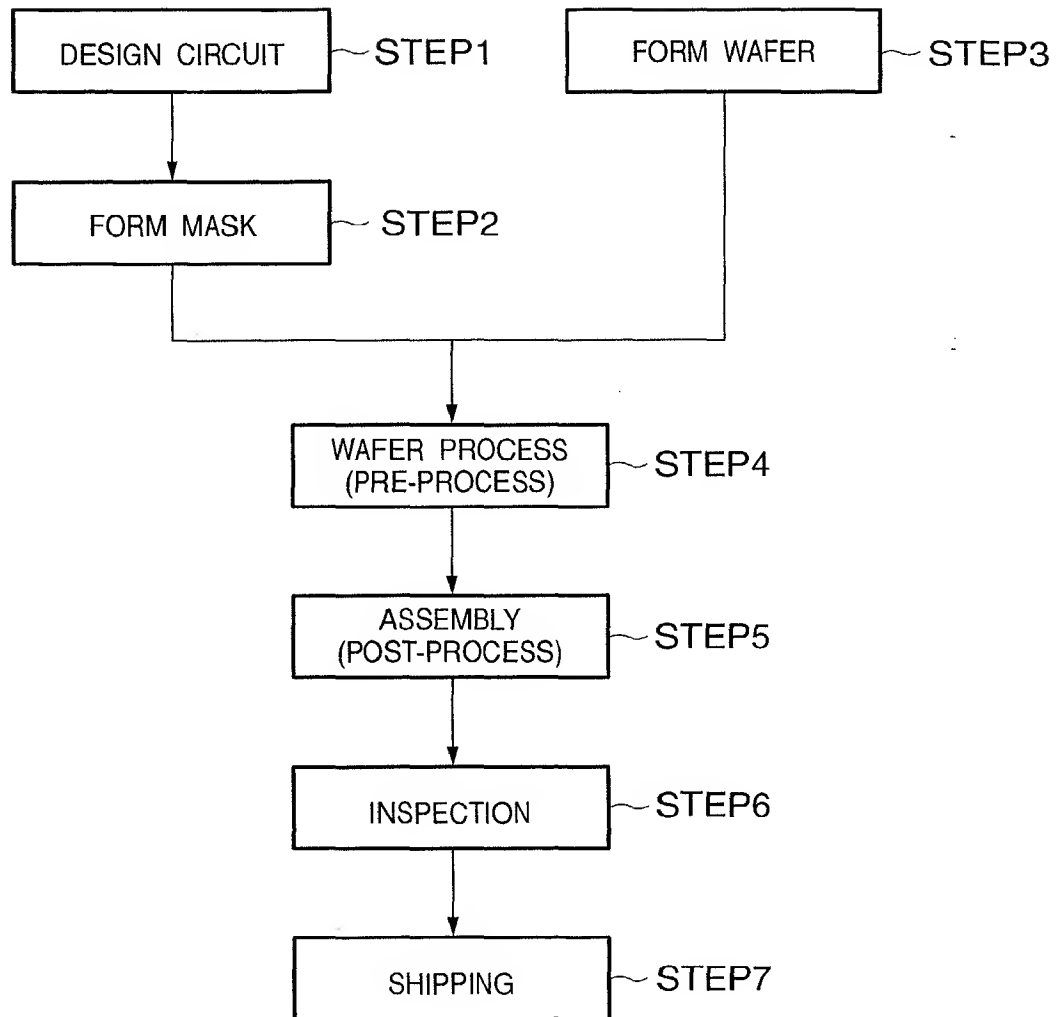 DESIGN CIRCUIT
STEP1
FORM WAFER
STEP3
FORM MASK
STEP2
WAFER PROCESS
(PRE-PROCESS)
STEP4
ASSEMBLY
(POST-PROCESS)
STEP5
INSPECTION
STEP6
SHIPPING
STEP7